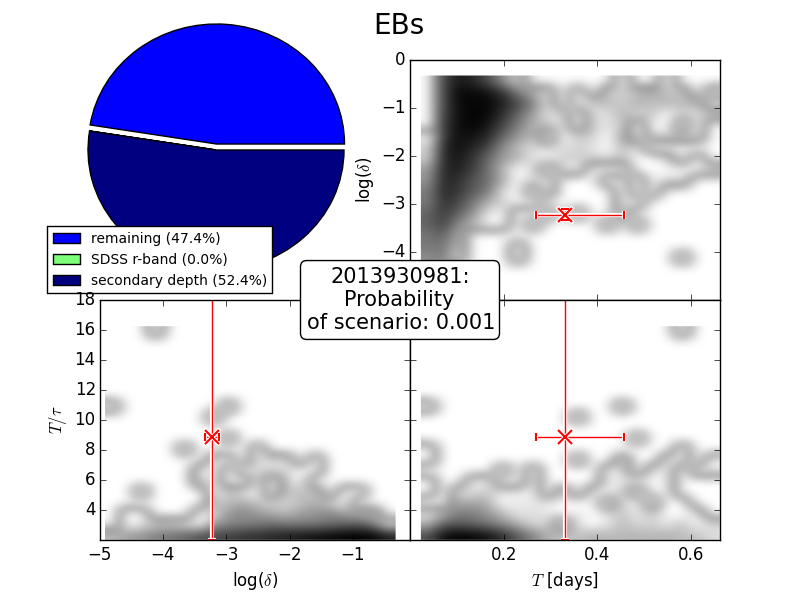 EBs
remaining (47.4%)
SDSS r-band (0.0%)
secondary depth (52.4%)
0
−1
−2
−3
−4
log(δ)
2013930981:
Probability
of scenario: 0.001
18
16
14
12
10
8
6
4
T/τ
−5 −4 −3 −2 −1
log(δ)
0.2 0.4 0.6
T [days]